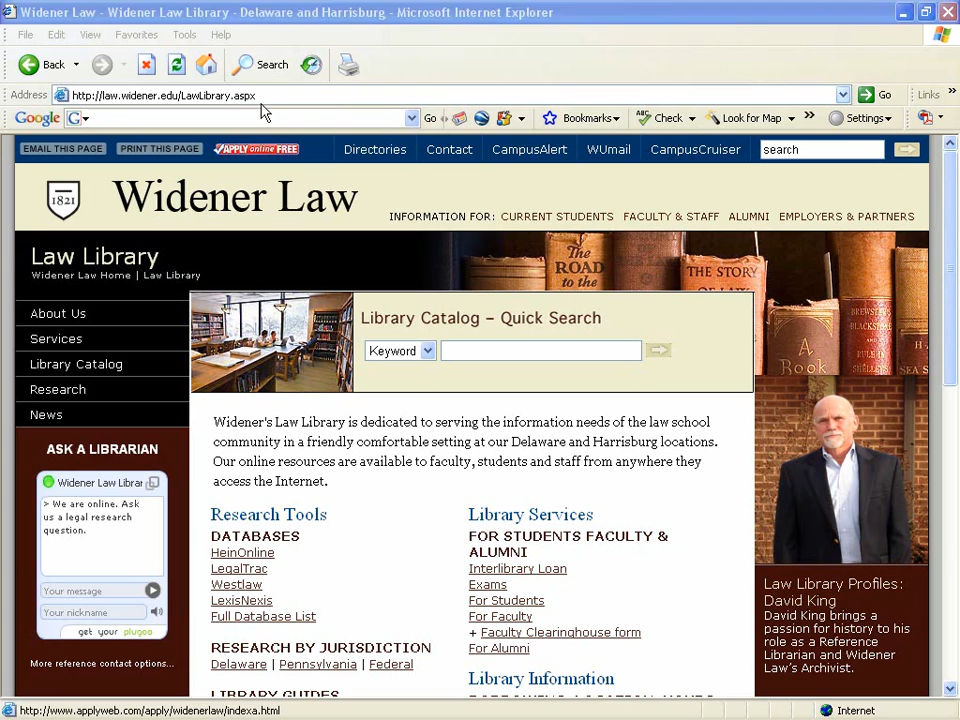 Widener Law - Widener Law Library - Delaware and Harrisburg - Microsoft Internet Explorer
File Edit View Favorites Tools Help
Back Search
Address http://law.widener.edu/LawLibrary.aspx Go Links »
Google G Go Bookmarks Check Look for Map » Settings
EMAIL THIS PAGE PRINT THIS PAGE APPLY online FREE Directories Contact CampusAlert WUmail CampusCruiser search
1821 Widener Law
INFORMATION FOR: CURRENT STUDENTS FACULTY & STAFF ALUMNI EMPLOYERS & PARTNERS
Law Library
Widener Law Home | Law Library
The
ROAD
to the
THE STORY
OF LAW
A
Book
About Us
Services
Library Catalog
Research
News
Library Catalog – Quick Search
Keyword
ASK A LIBRARIAN
Widener Law Librar
> We are online. Ask
us a legal research
question.
Your message
Your nickname
get your plugoo
More reference contact options...
Widener's Law Library is dedicated to serving the information needs of the law school
community in a friendly comfortable setting at our Delaware and Harrisburg locations.
Our online resources are available to faculty, students and staff from anywhere they
access the Internet.
Research Tools
DATABASES
HeinOnline
LegalTrac
Westlaw
LexisNexis
Full Database List
RESEARCH BY JURISDICTION
Delaware | Pennsylvania | Federal
LIBRARY GUIDES
Library Services
FOR STUDENTS FACULTY &
ALUMNI
Interlibrary Loan
Exams
For Students
For Faculty
+ Faculty Clearinghouse form
For Alumni
Library Information
Law Library Profiles:
David King
David King brings a
passion for history to his
role as a Reference
Librarian and Widener
Law's Archivist.
http://www.applyweb.com/apply/widenerlaw/indexa.html
Internet